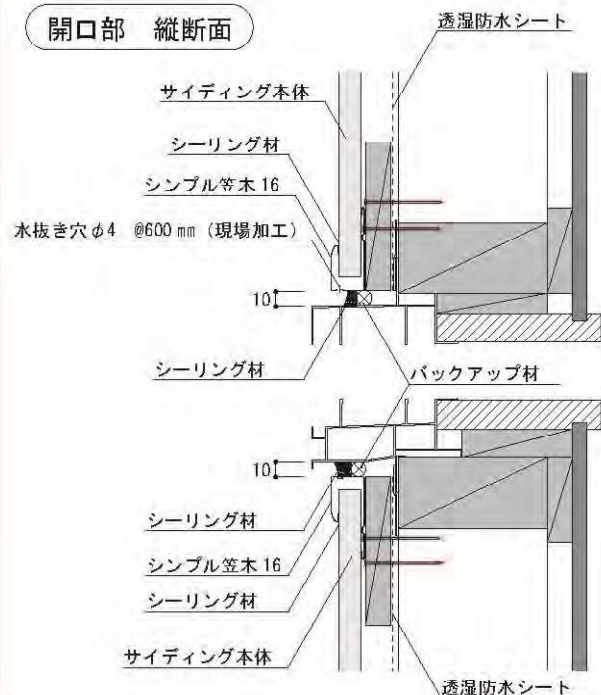 開口部 縦断面
透湿防水シート
サイディング本体
シーリング材
シンプル笠木 16
水抜き穴φ4 @600㎜（現場加工）
10
シーリング材
バックアップ材
10
シーリング材
シンプル笠木 16
シーリング材
サイディング本体
透湿防水シート